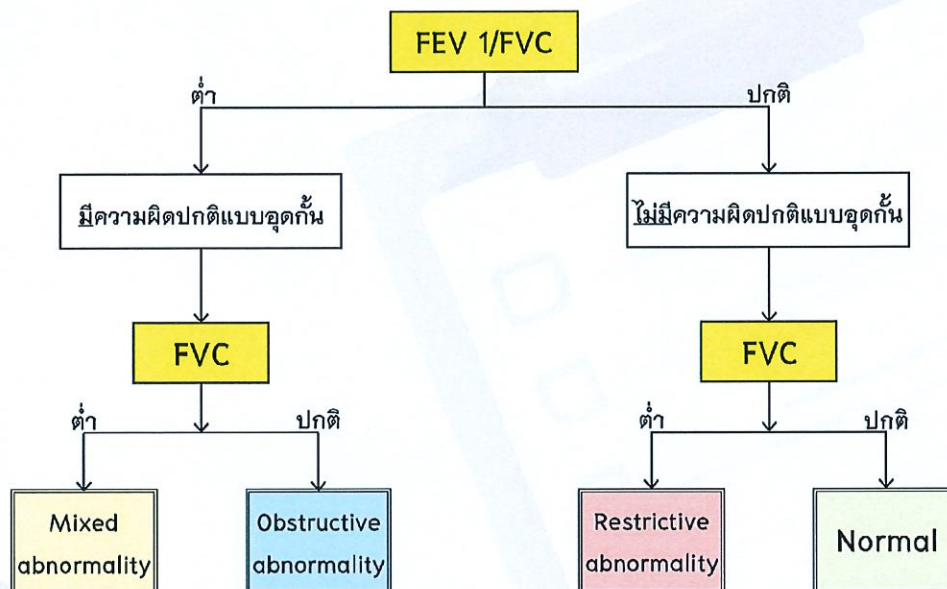 FEV 1/FVC
ต่ำ
ปกติ
มีความผิดปกติแบบอุดกั้น
ไม่มีความผิดปกติแบบอุดกั้น
FVC
FVC
ต่ำ
ปกติ
ต่ำ
ปกติ
Mixed
abnormality
Obstructive
abnormality
Restrictive
abnormality
Normal